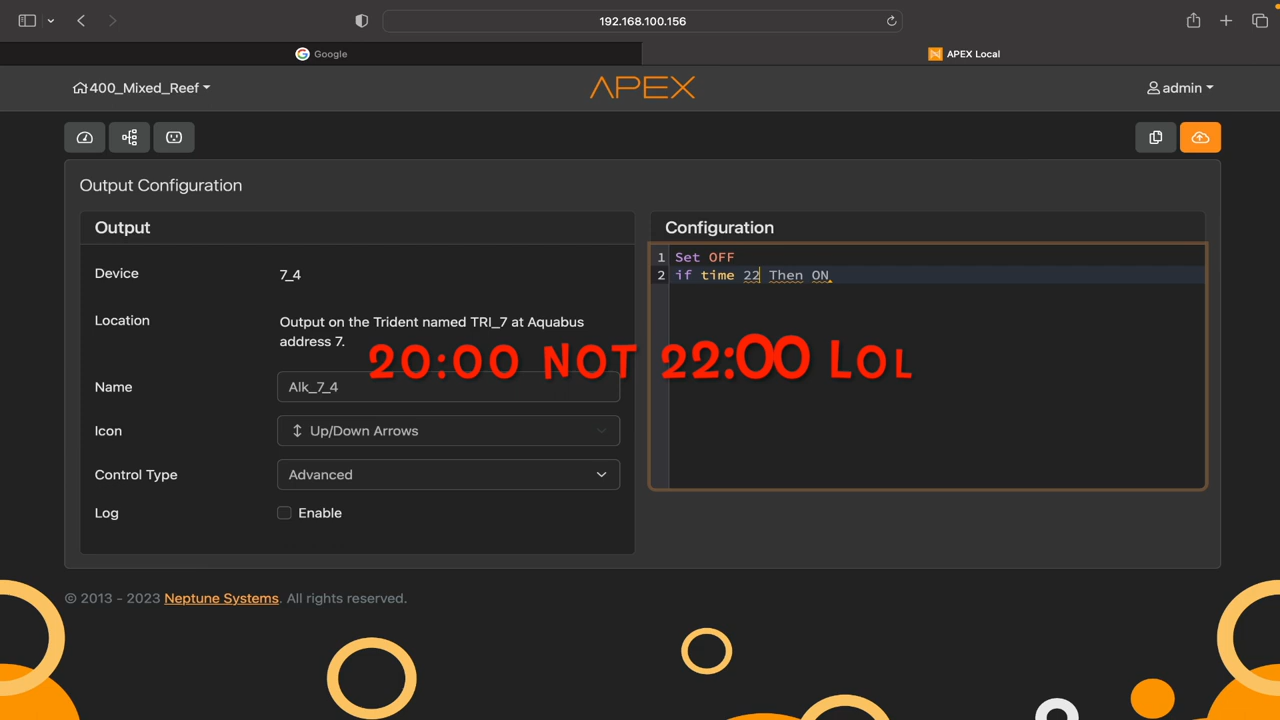 192.168.100.156
Google
APEX Local
400_Mixed_Reef
APEX
admin
Output Configuration
Output
Device
7_4
Location
Output on the Trident named TRI_7 at Aquabus
address 7.
Name
Alk_7_4
Icon
Up/Down Arrows
Control Type
Advanced
Log
Enable
Configuration
1 Set OFF
2 if time 22 Then ON
20:00 NOT 22:00 LOL
© 2013 - 2023 Neptune Systems. All rights reserved.